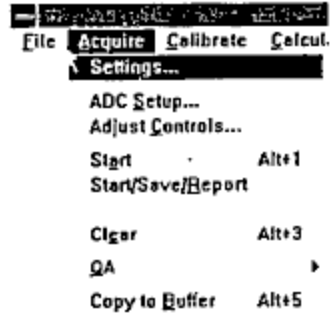 File Acquire Calibrate Calcul.
Settings...
ADC Setup...
Adjust Controls...
Start Alt+1
Start/Save/Report
Clear Alt+3
QA
Copy to Buffer Alt+5